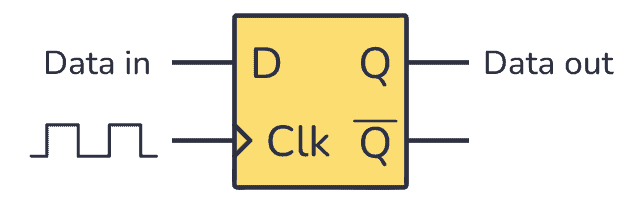 Data in D Q Data out
Clk Q̅